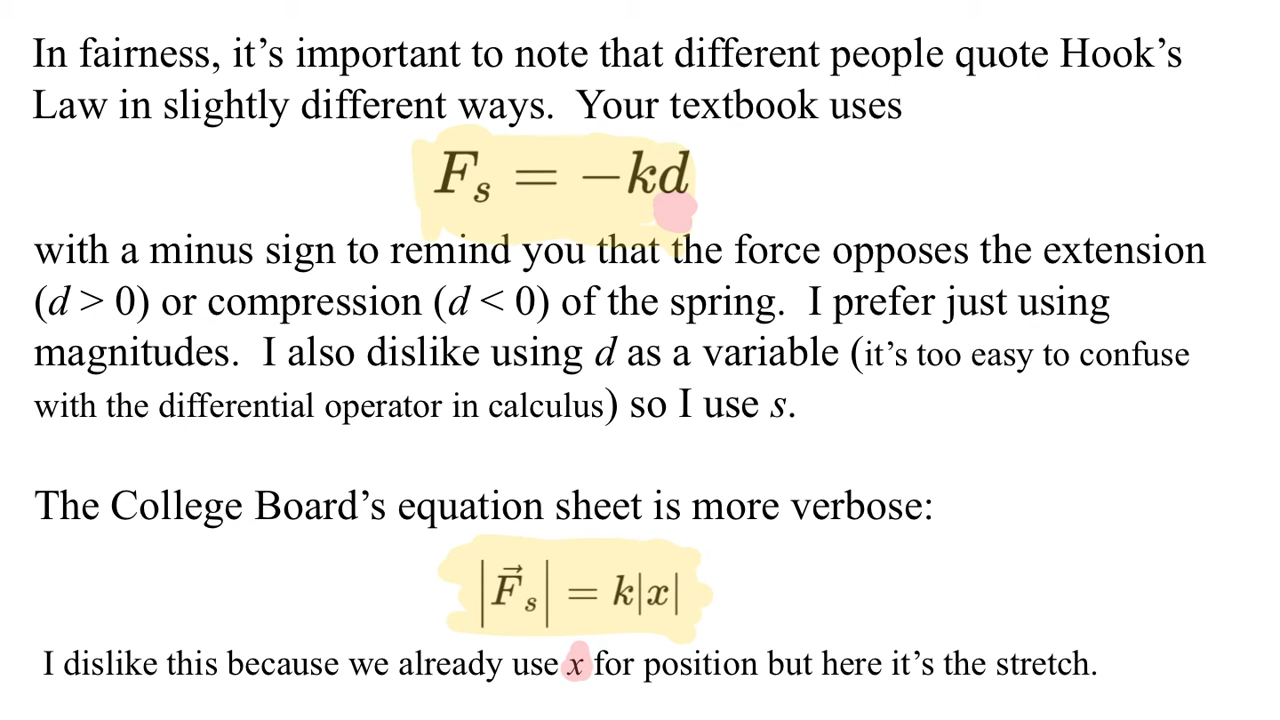 In fairness, it’s important to note that different people quote Hook’s
Law in slightly different ways.  Your textbook uses
F_s = −kd
with a minus sign to remind you that the force opposes the extension
(d > 0) or compression (d < 0) of the spring.  I prefer just using
magnitudes.  I also dislike using d as a variable (it’s too easy to confuse
with the differential operator in calculus) so I use s.
The College Board’s equation sheet is more verbose:
|F⃗_s| = k|x|
I dislike this because we already use x for position but here it’s the stretch.